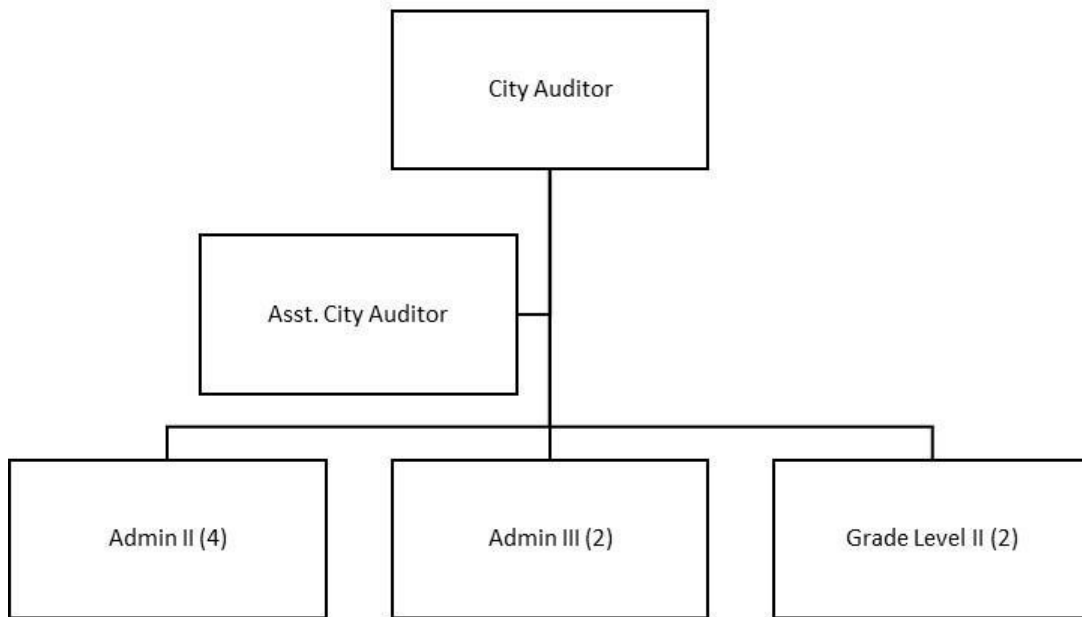 City Auditor
Asst. City Auditor
Admin II (4)
Admin III (2)
Grade Level II (2)